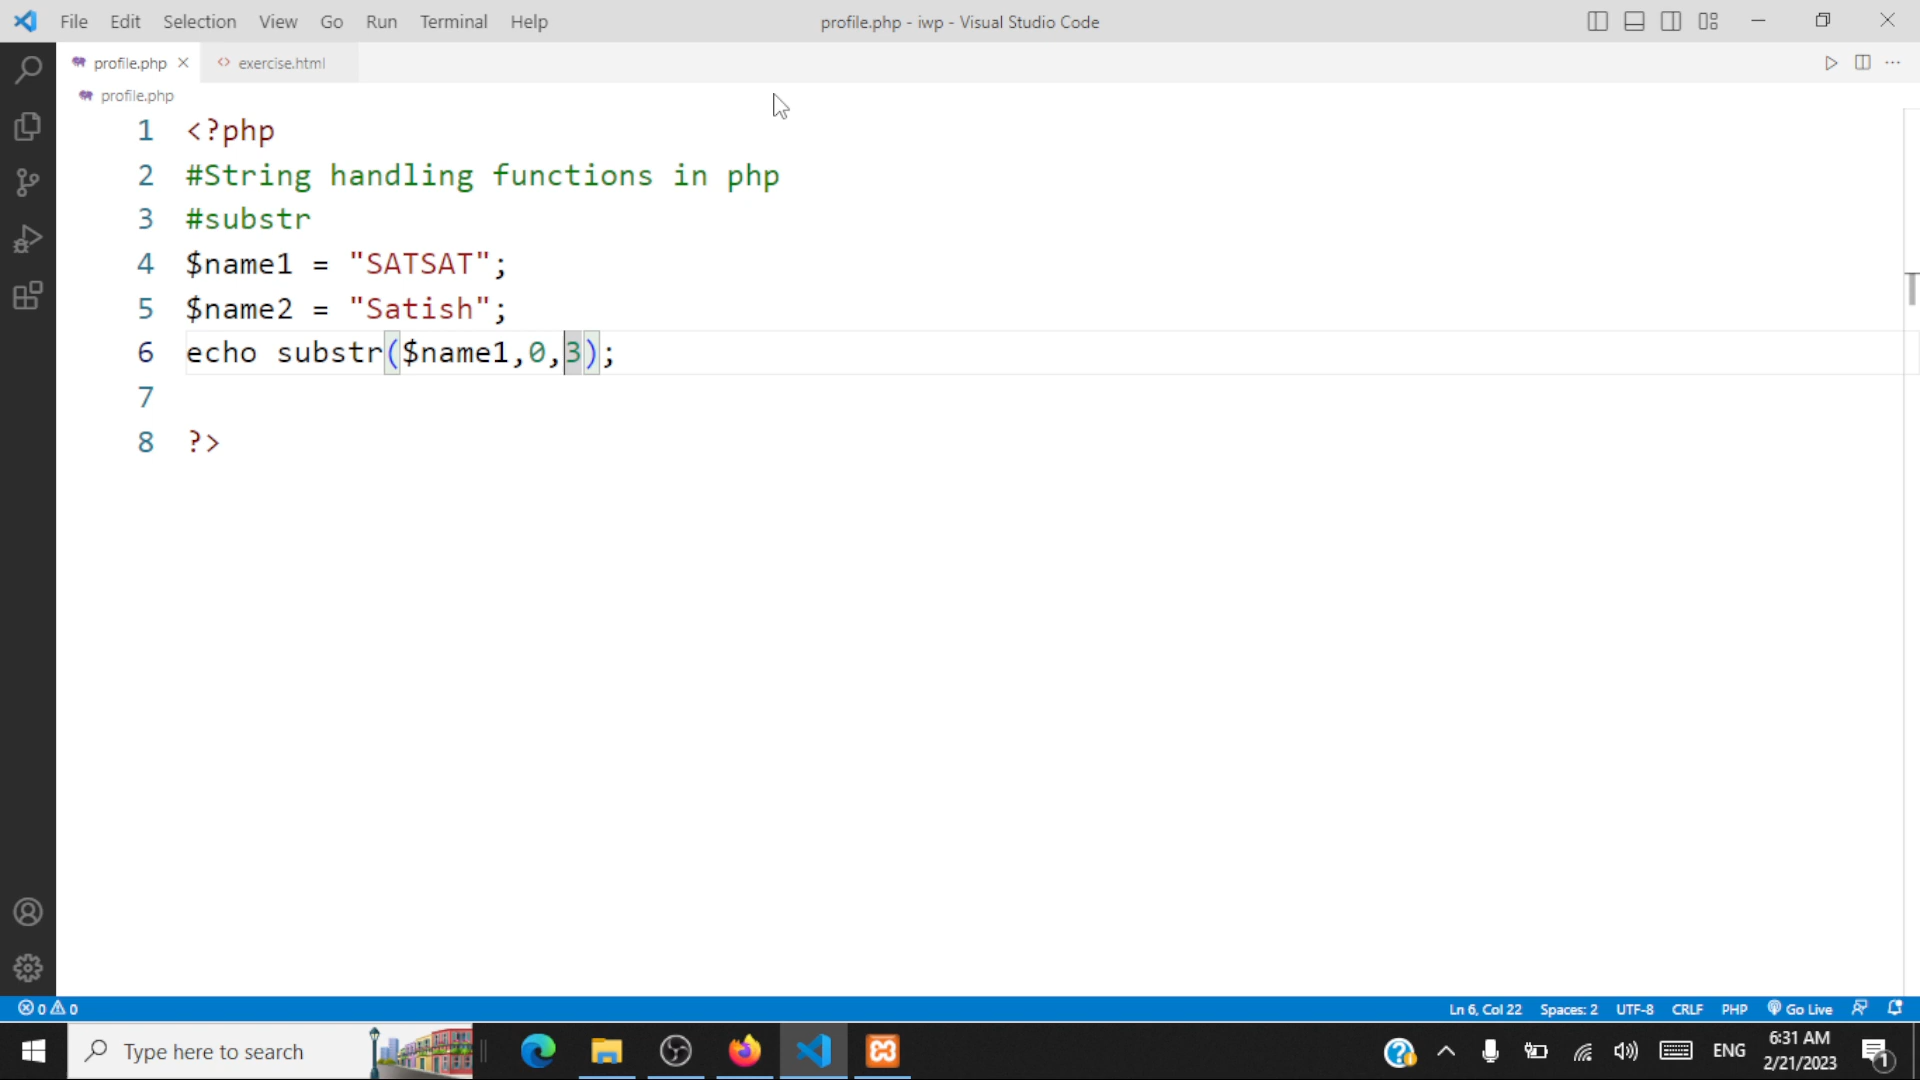 File Edit Selection View Go Run Terminal Help
profile.php - iwp - Visual Studio Code
profile.php exercise.html
profile.php
1 <?php
2 #String handling functions in php
3 #substr
4 $name1 = "SATSAT";
5 $name2 = "Satish";
6 echo substr($name1,0,3);
7
8 ?>
0 0
Ln 6, Col 22 Spaces: 2 UTF-8 CRLF PHP Go Live
Type here to search
ENG
6:31 AM
2/21/2023
1